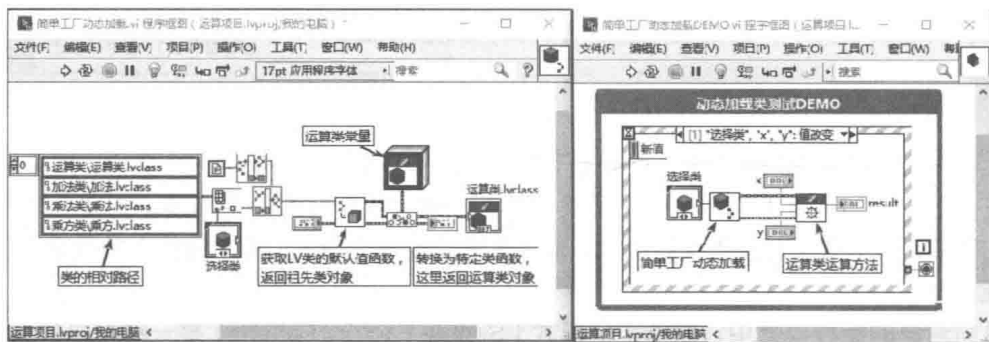 简单工厂动态加载.vi 程序框图（运算项目.lvproj/我的电脑）*
文件(F) 编辑(E) 查看(V) 项目(P) 操作(O) 工具(T) 窗口(W) 帮助(H)
17pt 应用程序字体
搜索
运算类常量
0
运算类\运算类.lvclass
加法类\加法.lvclass
乘法类\乘法.lvclass
乘方类\乘方.lvclass
运算类.lvclass
选择类
类的相对路径
获取LV类的默认值函数，
返回祖先类对象
转换为特定类函数，
这里返回运算类对象
运算项目.lvproj/我的电脑
简单工厂动态加载DEMO.vi 程序框图（运算项目.l...
文件(F) 编辑(E) 查看(V) 项目(P) 操作(O) 工具(T) 窗口(W)
搜索
动态加载类测试DEMO
[1] "选择类", "x", "y": 值改变
新值
选择类
x
result
y
简单工厂动态加载
运算类运算方法
运算项目.lvproj/我的电脑